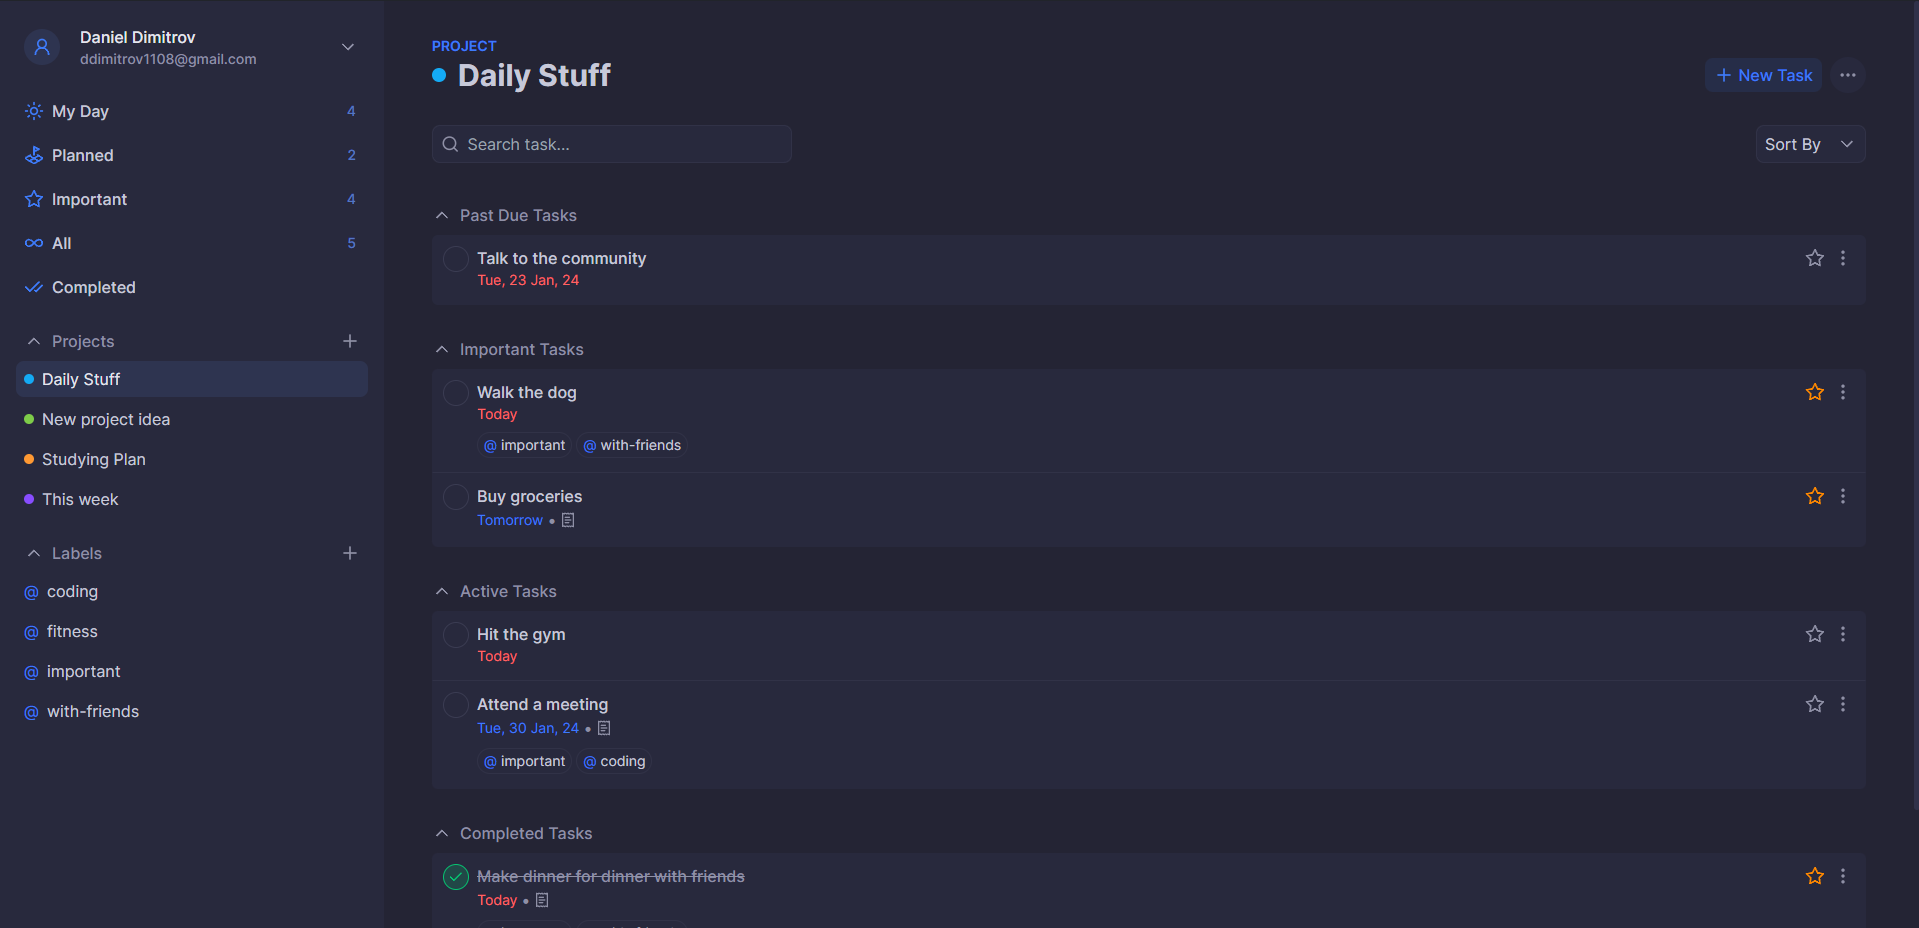 Daniel Dimitrov
ddimitrov1108@gmail.com
My Day 4
Planned 2
Important 4
All 5
Completed
Projects
Daily Stuff
New project idea
Studying Plan
This week
Labels
@ coding
@ fitness
@ important
@ with-friends
PROJECT
Daily Stuff
+ New Task
Search task...
Sort By
Past Due Tasks
Talk to the community
Tue, 23 Jan, 24
Important Tasks
Walk the dog
Today
@ important @ with-friends
Buy groceries
Tomorrow •
Active Tasks
Hit the gym
Today
Attend a meeting
Tue, 30 Jan, 24 •
@ important @ coding
Completed Tasks
Make dinner for dinner with friends
Today •